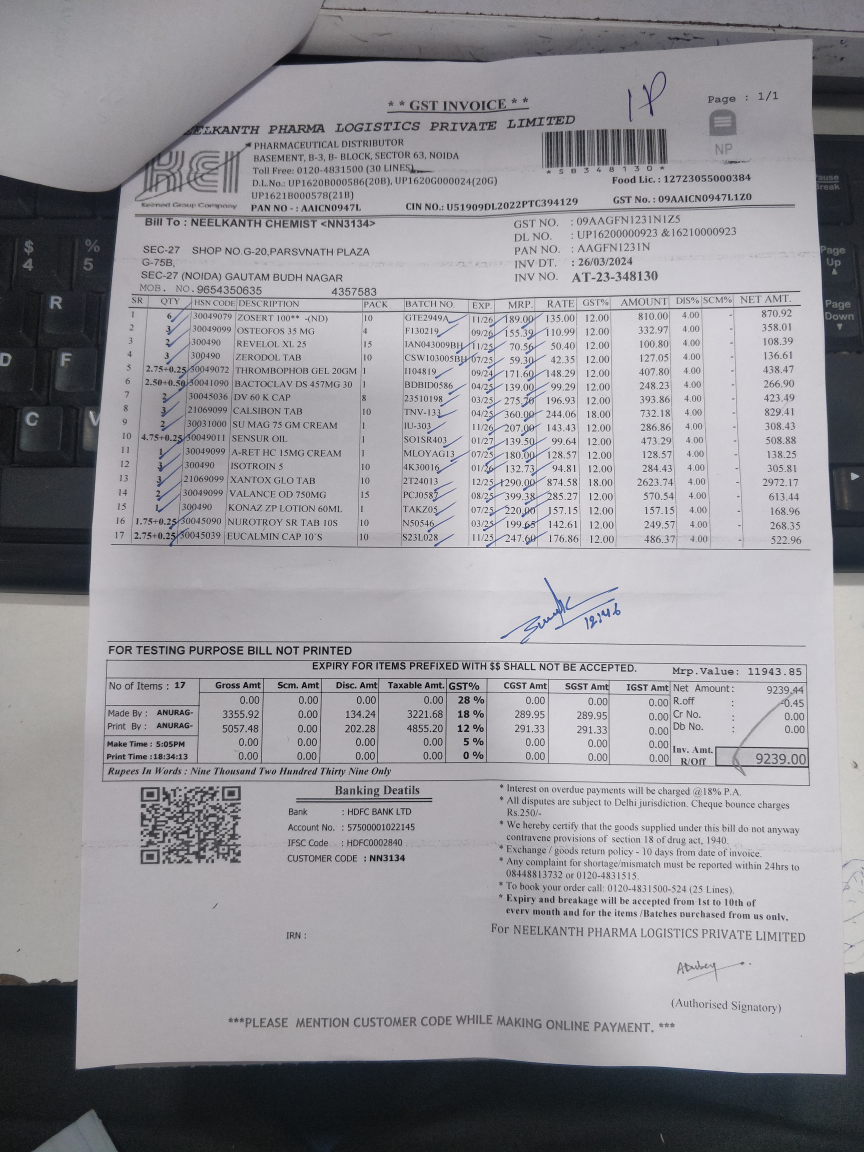 ** GST INVOICE **
1P
Page : 1/1
NEELKANTH PHARMA LOGISTICS PRIVATE LIMITED
PHARMACEUTICAL DISTRIBUTOR
BASEMENT, B-3, B- BLOCK, SECTOR 63, NOIDA
Toll Free: 0120-4831500 (30 LINES)
D.L.No.: UP1620B000586(20B), UP1620G000024(20G)
UP1621B000578(21B)
PAN NO - : AAICN0947L
CIN NO.: U51909DL2022PTC394129
KEI
Kenmed Group Company
*S8348130*
NP
Food Lic. : 12723055000384
GST No. : 09AAICN0947L1Z0
Bill To : NEELKANTH CHEMIST <NN3134>
SEC-27 SHOP NO.G-20,PARSVNATH PLAZA
G-75B,
SEC-27 (NOIDA) GAUTAM BUDH NAGAR
MOB. NO.9654350635 4357583
GST NO. : 09AAGFN1231N1Z5
DL NO. : UP16200000923 &16210000923
PAN NO. : AAGFN1231N
INV DT. : 26/03/2024
INV NO. AT-23-348130
SR QTY HSN CODE DESCRIPTION PACK BATCH NO. EXP. MRP. RATE GST% AMOUNT DIS% SCM% NET AMT.
1 6 30049079 ZOSERT 100** -(ND) 10 GTE2949A 11/26 189.00 135.00 12.00 810.00 4.00 - 870.92
2 3 30049099 OSTEOFOS 35 MG 4 F130219 09/26 155.39 110.99 12.00 332.97 4.00 - 358.01
3 2 300490 REVELOL XL 25 15 IAN043009BH 11/25 70.56 50.40 12.00 100.80 4.00 - 108.39
4 3 300490 ZERODOL TAB 10 CSW103005BH 07/25 59.30 42.35 12.00 127.05 4.00 - 136.61
5 2.75+0.25 30049072 THROMBOPHOB GEL 20GM 1 I104819 09/24 171.60 148.29 12.00 407.80 4.00 - 438.47
6 2.50+0.50 30041090 BACTOCLAV DS 457MG 30 1 BDBID0586 04/25 139.00 99.29 12.00 248.23 4.00 - 266.90
7 2 30045036 DV 60 K CAP 8 23510198 03/25 275.70 196.93 12.00 393.86 4.00 - 423.49
8 3 21069099 CALSIBON TAB 10 TNV-133 04/25 360.00 244.06 18.00 732.18 4.00 - 829.41
9 2 30031000 SU MAG 75 GM CREAM 1 IU-303 11/26 207.00 143.43 12.00 286.86 4.00 - 308.43
10 4.75+0.25 30049011 SENSUR OIL 1 SO1SR403 01/27 139.50 99.64 12.00 473.29 4.00 - 508.88
11 1 30049099 A-RET HC 15MG CREAM 1 MLOYAG13 07/25 180.00 128.57 12.00 128.57 4.00 - 138.25
12 3 300490 ISOTROIN 5 10 4K30016 01/26 132.73 94.81 12.00 284.43 4.00 - 305.81
13 3 21069099 XANTOX GLO TAB 10 2T24013 12/25 1290.00 874.58 18.00 2623.74 4.00 - 2972.17
14 2 30049099 VALANCE OD 750MG 15 PCJ0587 08/25 399.38 285.27 12.00 570.54 4.00 - 613.44
15 1 300490 KONAZ ZP LOTION 60ML 1 TAKZ05 07/25 220.00 157.15 12.00 157.15 4.00 - 168.96
16 1.75+0.25 30045090 NUROTROY SR TAB 10S 10 N50546 03/25 199.65 142.61 12.00 249.57 4.00 - 268.35
17 2.75+0.25 30045039 EUCALMIN CAP 10`S 10 S23L028 11/25 247.60 176.86 12.00 486.37 4.00 - 522.96
FOR TESTING PURPOSE BILL NOT PRINTED
EXPIRY FOR ITEMS PREFIXED WITH $$ SHALL NOT BE ACCEPTED.
Mrp.Value: 11943.85
No of Items : 17 Gross Amt Scm. Amt Disc. Amt Taxable Amt. GST% CGST Amt SGST Amt IGST Amt Net Amount : 9239.44
0.00 0.00 0.00 0.00 28 % 0.00 0.00 0.00 R.off : -0.45
Made By : ANURAG- 3355.92 0.00 134.24 3221.68 18 % 289.95 289.95 0.00 Cr No. : 0.00
Print By : ANURAG- 5057.48 0.00 202.28 4855.20 12 % 291.33 291.33 0.00 Db No. : 0.00
Make Time : 5:05PM 0.00 0.00 0.00 0.00 5 % 0.00 0.00 0.00
Print Time :18:34:13 0.00 0.00 0.00 0.00 0 % 0.00 0.00 0.00 Inv. Amt. R/Off 9239.00
Rupees In Words : Nine Thousand Two Hundred Thirty Nine Only
Banking Deatils
Bank : HDFC BANK LTD
Account No. : 57500001022145
IFSC Code : HDFC0002840
CUSTOMER CODE : NN3134
IRN :
* Interest on overdue payments will be charged @18% P.A.
* All disputes are subject to Delhi jurisdiction. Cheque bounce charges
Rs.250/-
* We hereby certify that the goods supplied under this bill do not anyway
contravene provisions of section 18 of drug act, 1940.
* Exchange / goods return policy - 10 days from date of invoice.
* Any complaint for shortage/mismatch must be reported within 24hrs to
08448813732 or 0120-4831515.
* To book your order call: 0120-4831500-524 (25 Lines).
* Expiry and breakage will be accepted from 1st to 10th of
every month and for the items /Batches purchased from us only.
For NEELKANTH PHARMA LOGISTICS PRIVATE LIMITED
(Authorised Signatory)
***PLEASE MENTION CUSTOMER CODE WHILE MAKING ONLINE PAYMENT. ***
$
4
%
5
R
D
F
C
V
Pause
Break
Page
Up
Page
Down